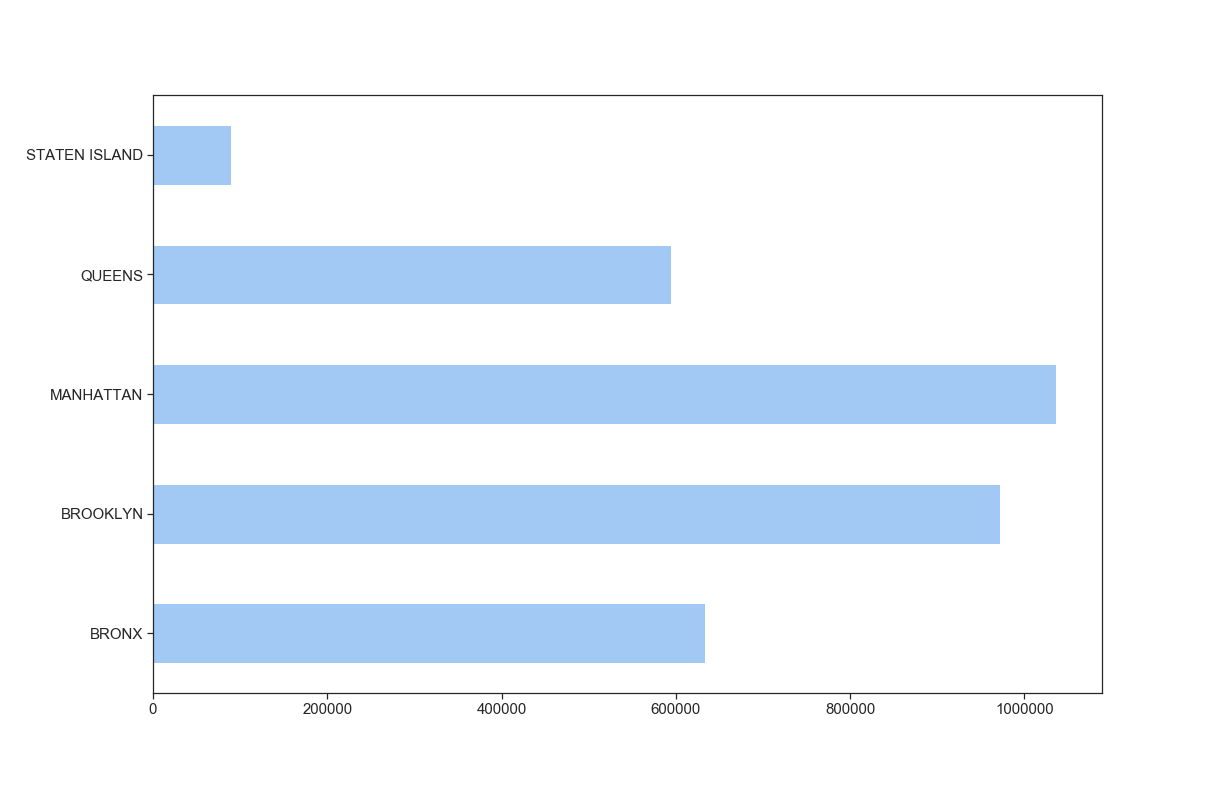 STATEN ISLAND
QUEENS
MANHATTAN
BROOKLYN
BRONX
0 200000 400000 600000 800000 1000000